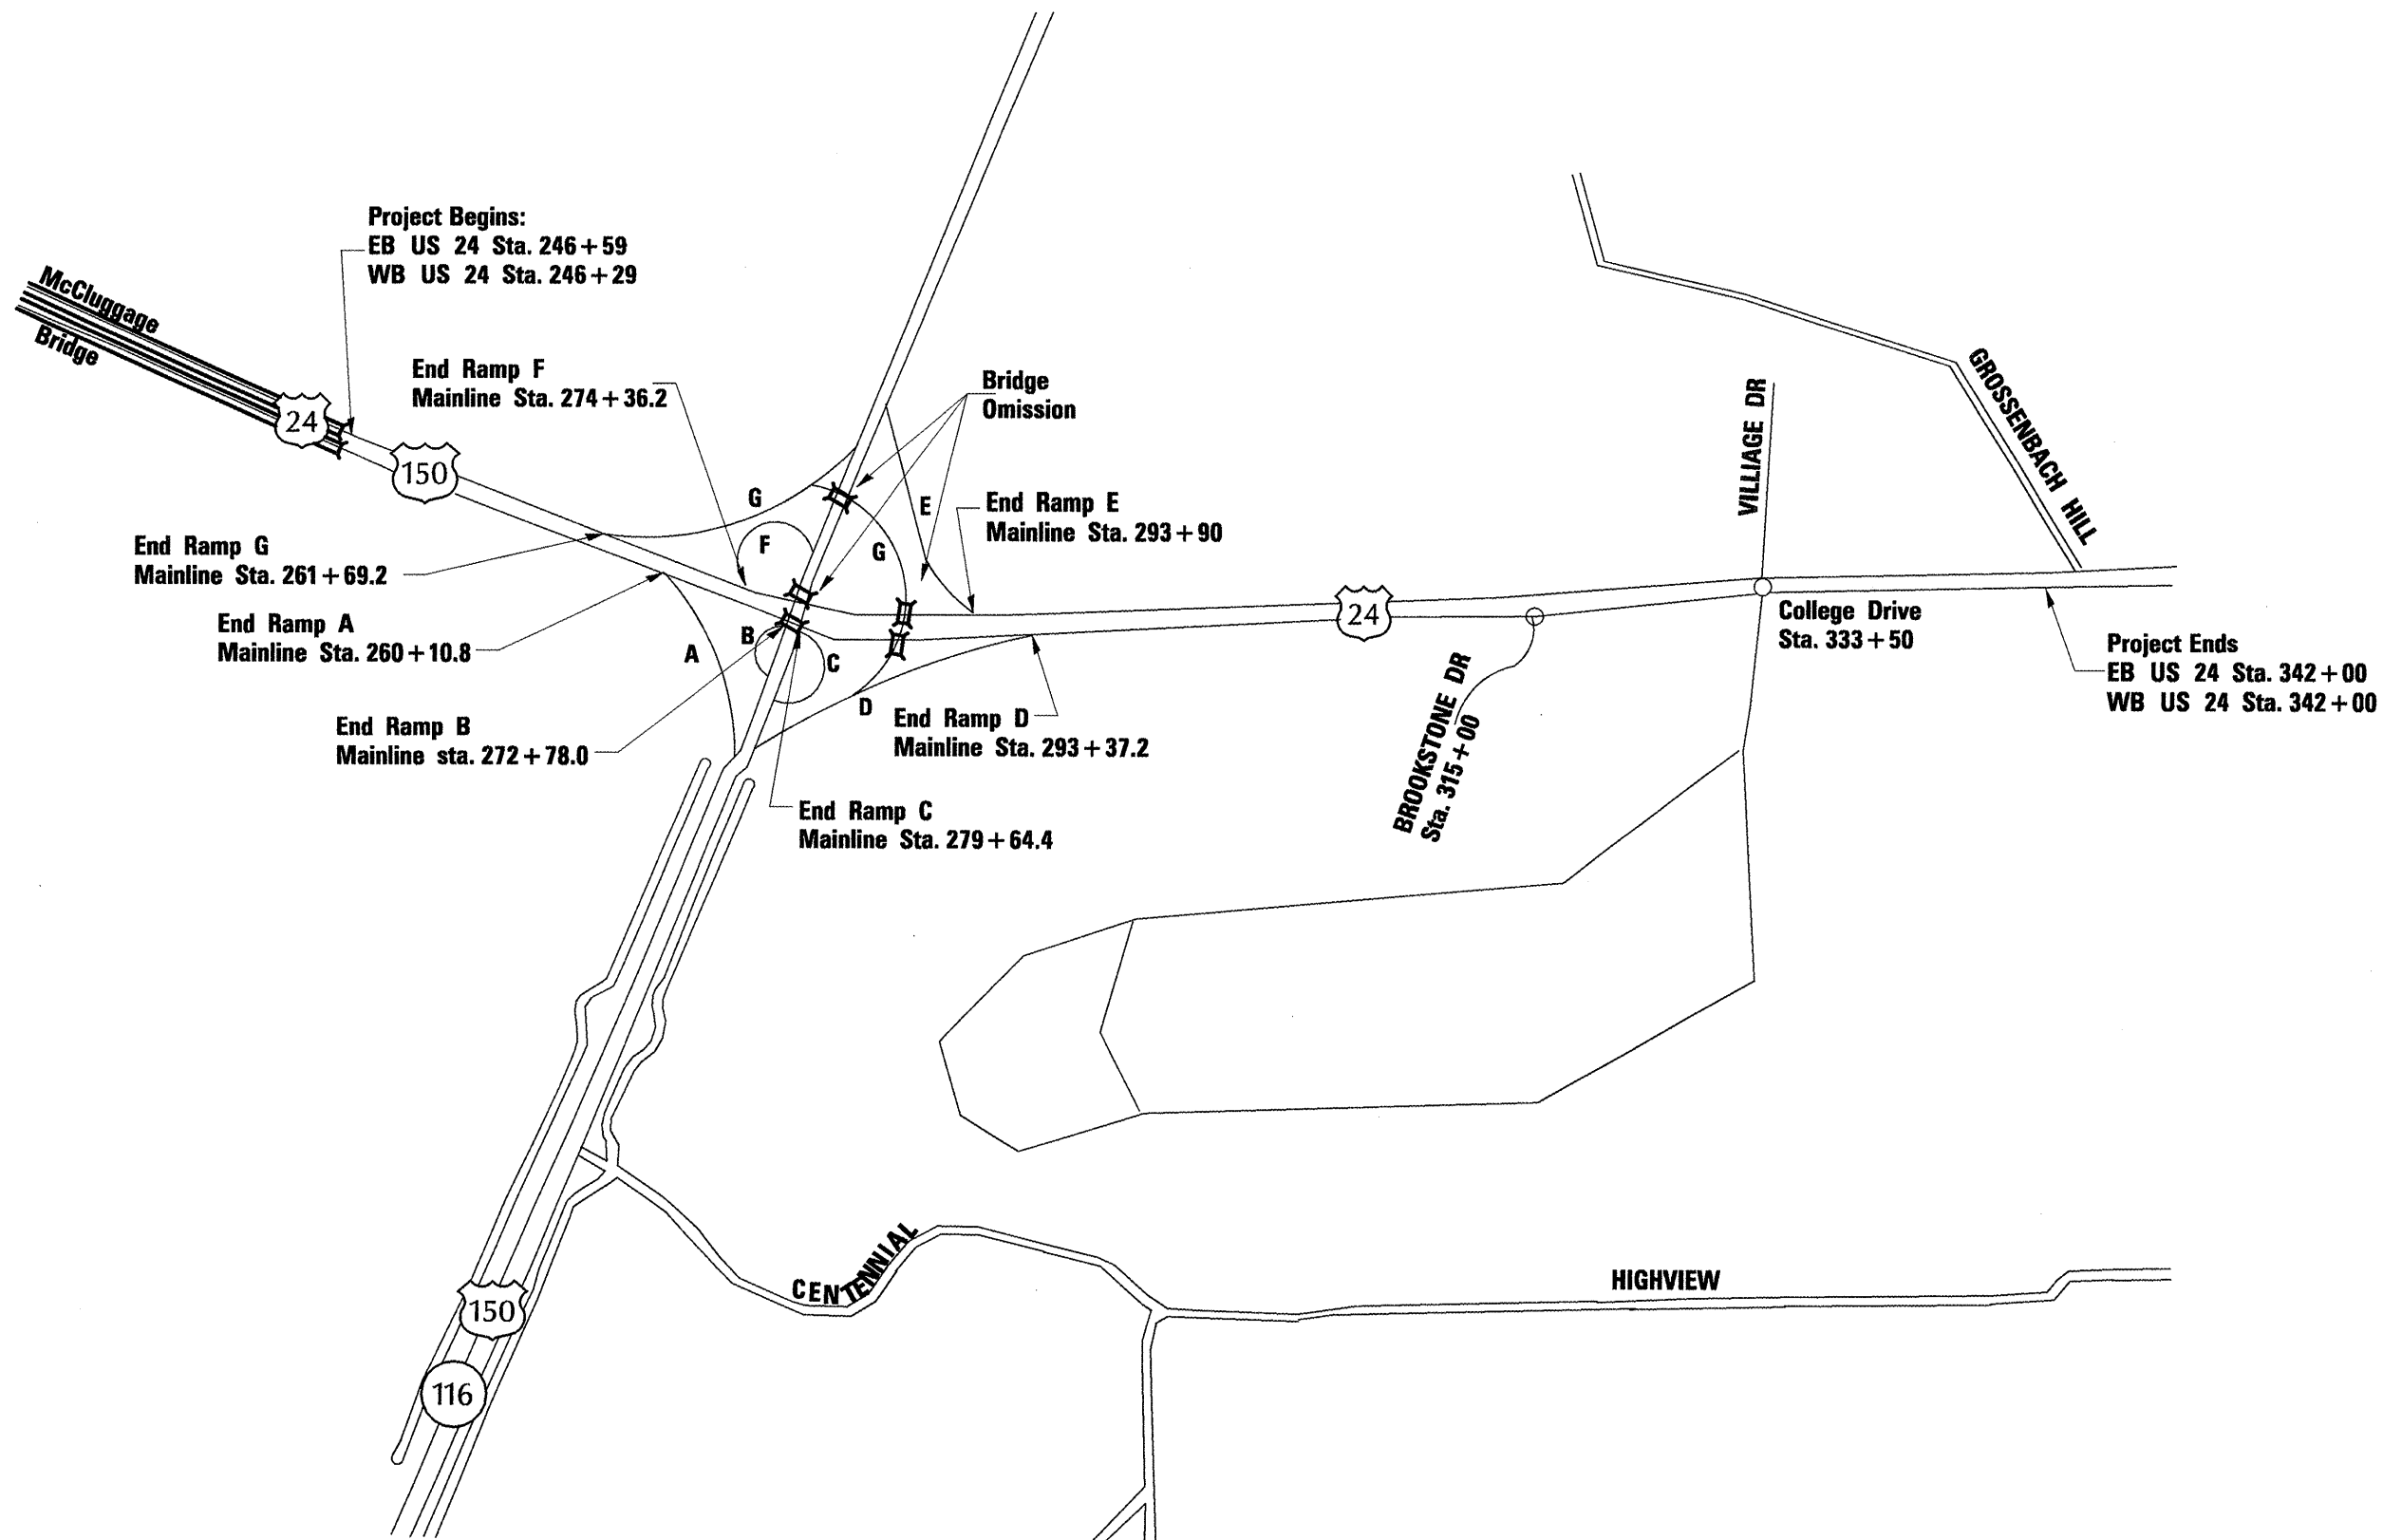 Project Begins:
EB US 24 Sta. 246+59
WB US 24 Sta. 246+29
McCluggage
Bridge
24
150
End Ramp F
Mainline Sta. 274+36.2
Bridge
Omission
VILLIAGE DR
GROSSENBACH HILL
G
E
F
G
End Ramp E
Mainline Sta. 293+90
End Ramp G
Mainline Sta. 261+69.2
End Ramp A
Mainline Sta. 260+10.8
24
College Drive
Sta. 333+50
A
B
C
D
Project Ends
EB US 24 Sta. 342+00
WB US 24 Sta. 342+00
End Ramp B
Mainline sta. 272+78.0
End Ramp D
Mainline Sta. 293+37.2
BROOKSTONE DR
Sta. 315+00
End Ramp C
Mainline Sta. 279+64.4
CENTENNIAL
HIGHVIEW
150
116